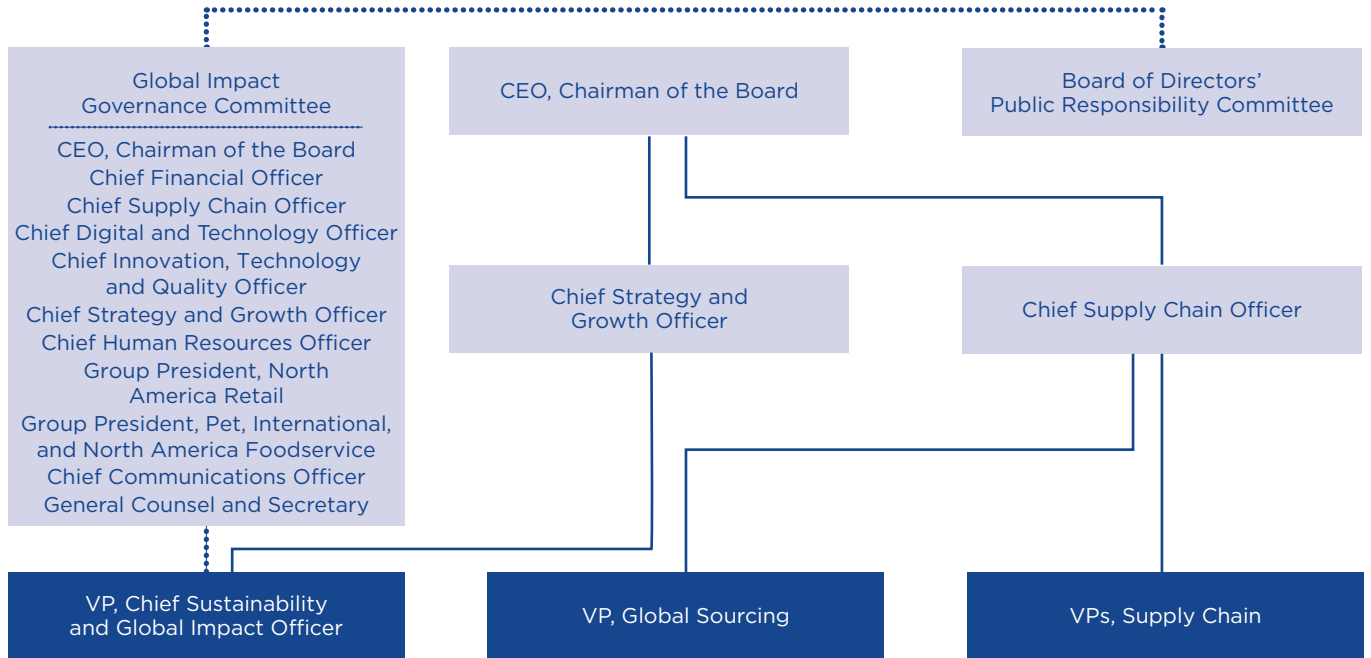 Global Impact
Governance Committee
CEO, Chairman of the Board
Chief Financial Officer
Chief Supply Chain Officer
Chief Digital and Technology Officer
Chief Innovation, Technology
and Quality Officer
Chief Strategy and Growth Officer
Chief Human Resources Officer
Group President, North
America Retail
Group President, Pet, International,
and North America Foodservice
Chief Communications Officer
General Counsel and Secretary
CEO, Chairman of the Board
Board of Directors’
Public Responsibility Committee
Chief Strategy and
Growth Officer
Chief Supply Chain Officer
VP, Chief Sustainability
and Global Impact Officer
VP, Global Sourcing
VPs, Supply Chain